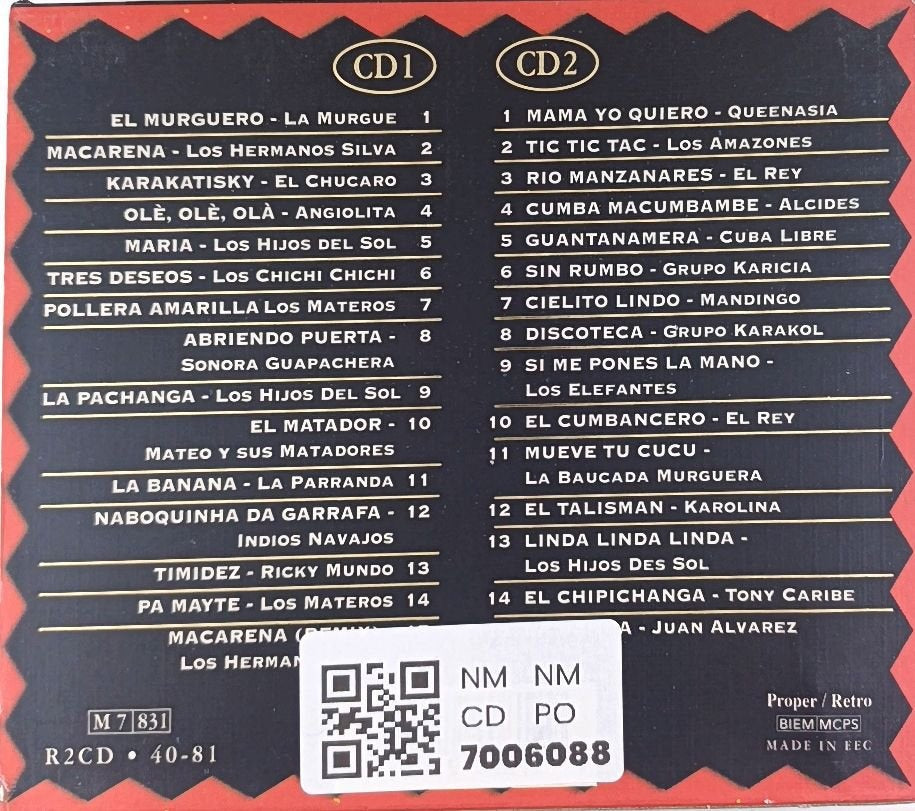 CD 1
EL MURGUERO - LA MURGUE 1
MACARENA - LOS HERMANOS SILVA 2
KARAKATISKY - EL CHUCARO 3
OLÈ, OLÈ, OLÀ - ANGIOLITA 4
MARIA - LOS HIJOS DEL SOL 5
TRES DESEOS - LOS CHICHI CHICHI 6
POLLERA AMARILLA LOS MATEROS 7
ABRIENDO PUERTA - 8
SONORA GUAPACHERA
LA PACHANGA - LOS HIJOS DEL SOL 9
EL MATADOR - 10
MATEO Y SUS MATADORES
LA BANANA - LA PARRANDA 11
NABOQUINHA DA GARRAFA - 12
INDIOS NAVAJOS
TIMIDEZ - RICKY MUNDO 13
PA MAYTE - LOS MATEROS 14
MACARENA
LOS
CD 2
1 MAMA YO QUIERO - QUEENASIA
2 TIC TIC TAC - LOS AMAZONES
3 RIO MANZANARES - EL REY
4 CUMBA MACUMBAMBE - ALCIDES
5 GUANTANAMERA - CUBA LIBRE
6 SIN RUMBO - GRUPO KARICIA
7 CIELITO LINDO - MANDINGO
8 DISCOTECA - GRUPO KARAKOL
9 SI ME PONES LA MANO -
LOS ELEFANTES
10 EL CUMBANCERO - EL REY
11 MUEVE TU CUCU -
LA BAUCADA MURGUERA
12 EL TALISMAN - KAROLINA
13 LINDA LINDA LINDA -
LOS HIJOS DES SOL
14 EL CHIPICHANGA - TONY CARIBE
- JUAN ALVAREZ
NM NM
CD PO
7006088
M 7 831
R2CD • 40-81
Proper / Retro
BIEM MCPS
MADE IN EEC